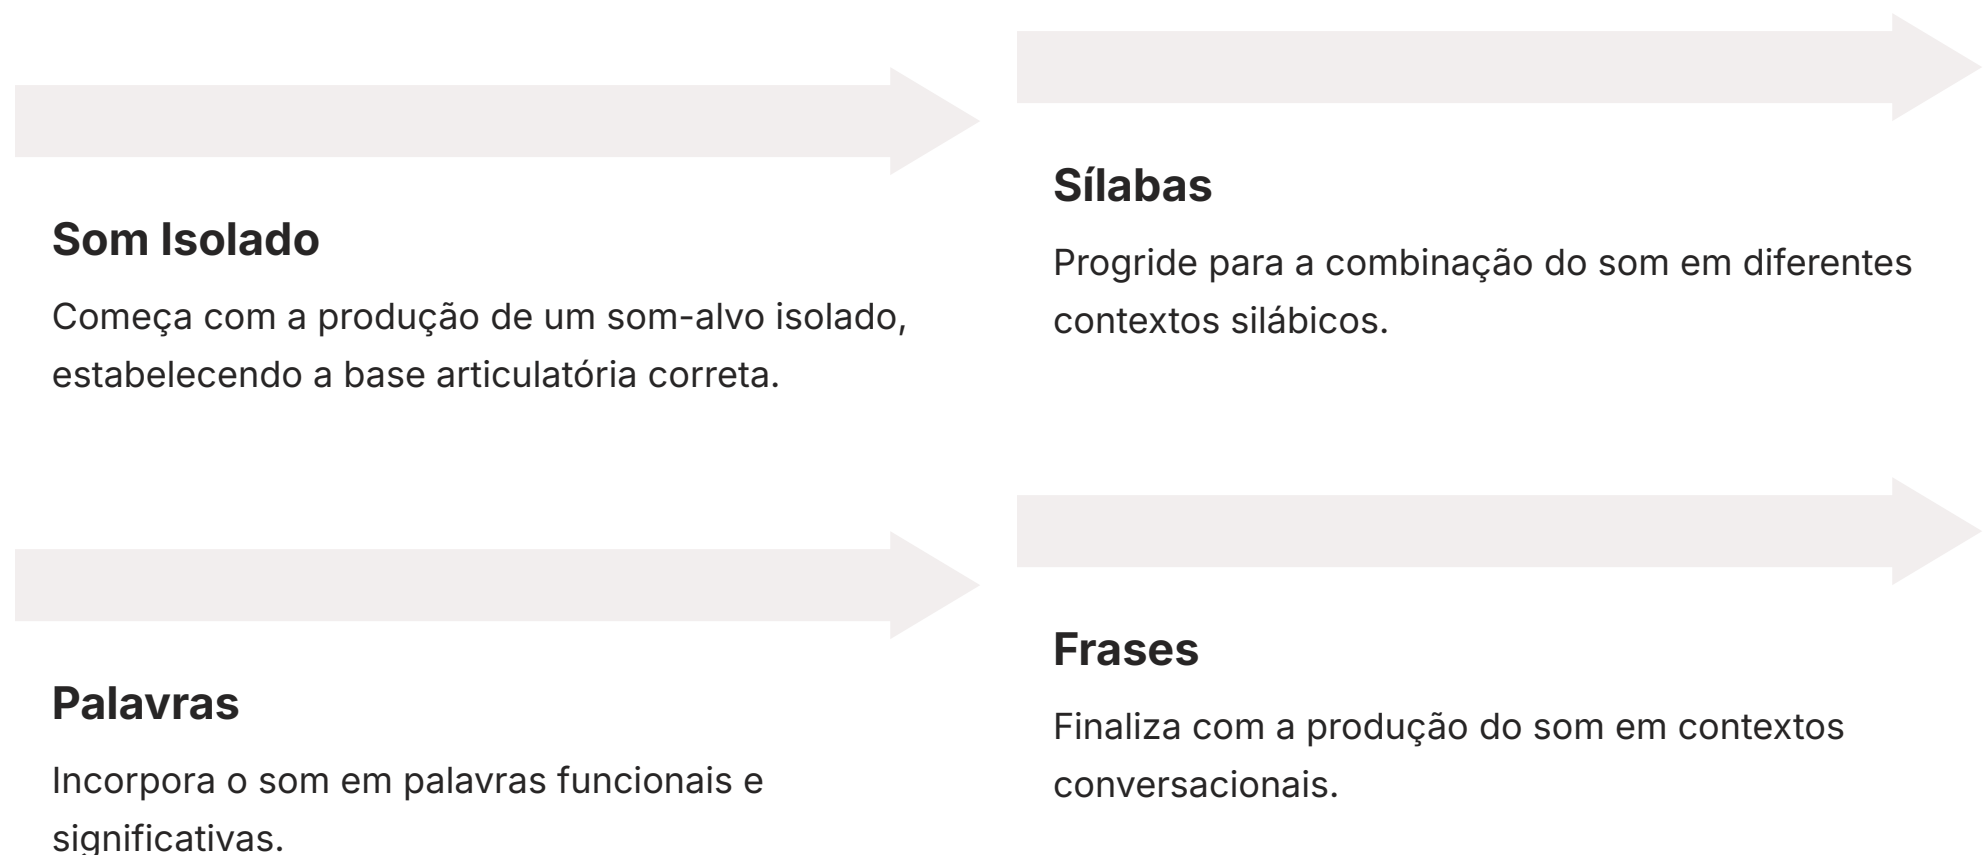 Som Isolado
Começa com a produção de um som-alvo isolado,
estabelecendo a base articulatória correta.
Sílabas
Progride para a combinação do som em diferentes
contextos silábicos.
Palavras
Incorpora o som em palavras funcionais e
significativas.
Frases
Finaliza com a produção do som em contextos
conversacionais.